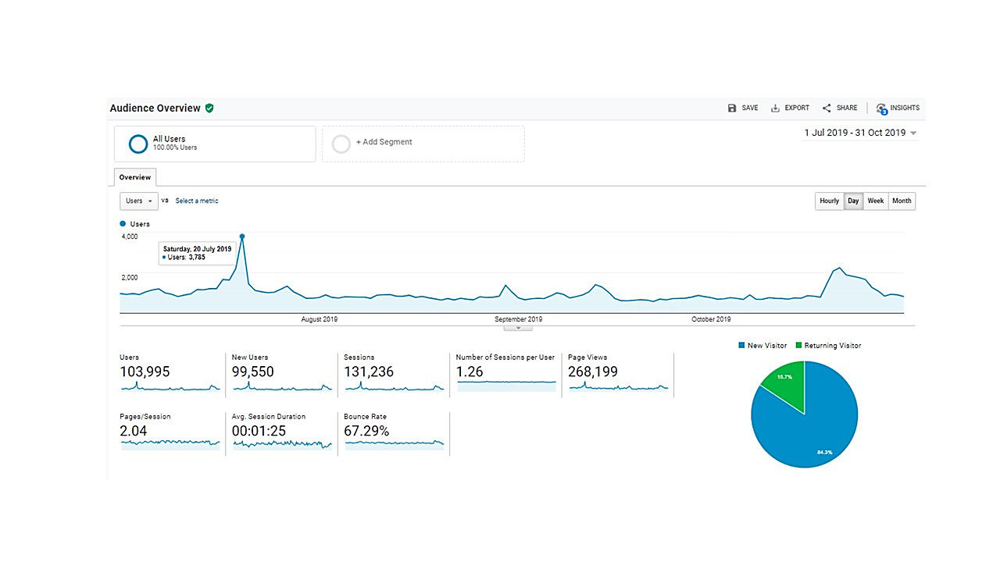 Audience Overview
SAVE EXPORT SHARE INSIGHTS
3
All Users
100.00% Users
+ Add Segment
1 Jul 2019 - 31 Oct 2019
Overview
Users vs Select a metric
Hourly Day Week Month
Users
4,000
Saturday, 20 July 2019
Users: 3,785
2,000
August 2019 September 2019 October 2019
New Visitor Returning Visitor
Users New Users Sessions Number of Sessions per User Page Views
103,995 99,550 131,236 1.26 268,199
15.7%
Pages/Session Avg. Session Duration Bounce Rate
2.04 00:01:25 67.29%
84.3%